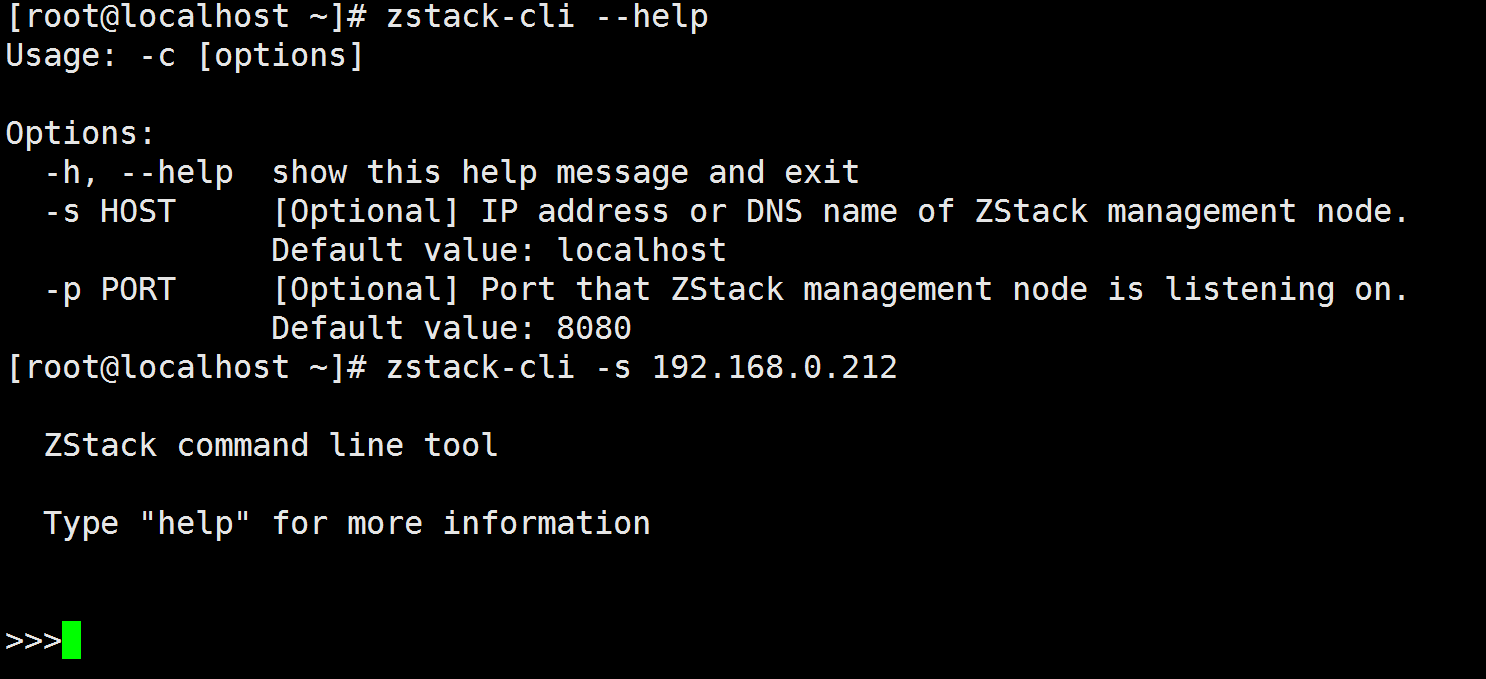 [root@localhost ~]# zstack-cli --help
Usage: -c [options]
Options:
-h, --help  show this help message and exit
-s HOST     [Optional] IP address or DNS name of ZStack management node.
Default value: localhost
-p PORT     [Optional] Port that ZStack management node is listening on.
Default value: 8080
[root@localhost ~]# zstack-cli -s 192.168.0.212
ZStack command line tool
Type "help" for more information
>>>